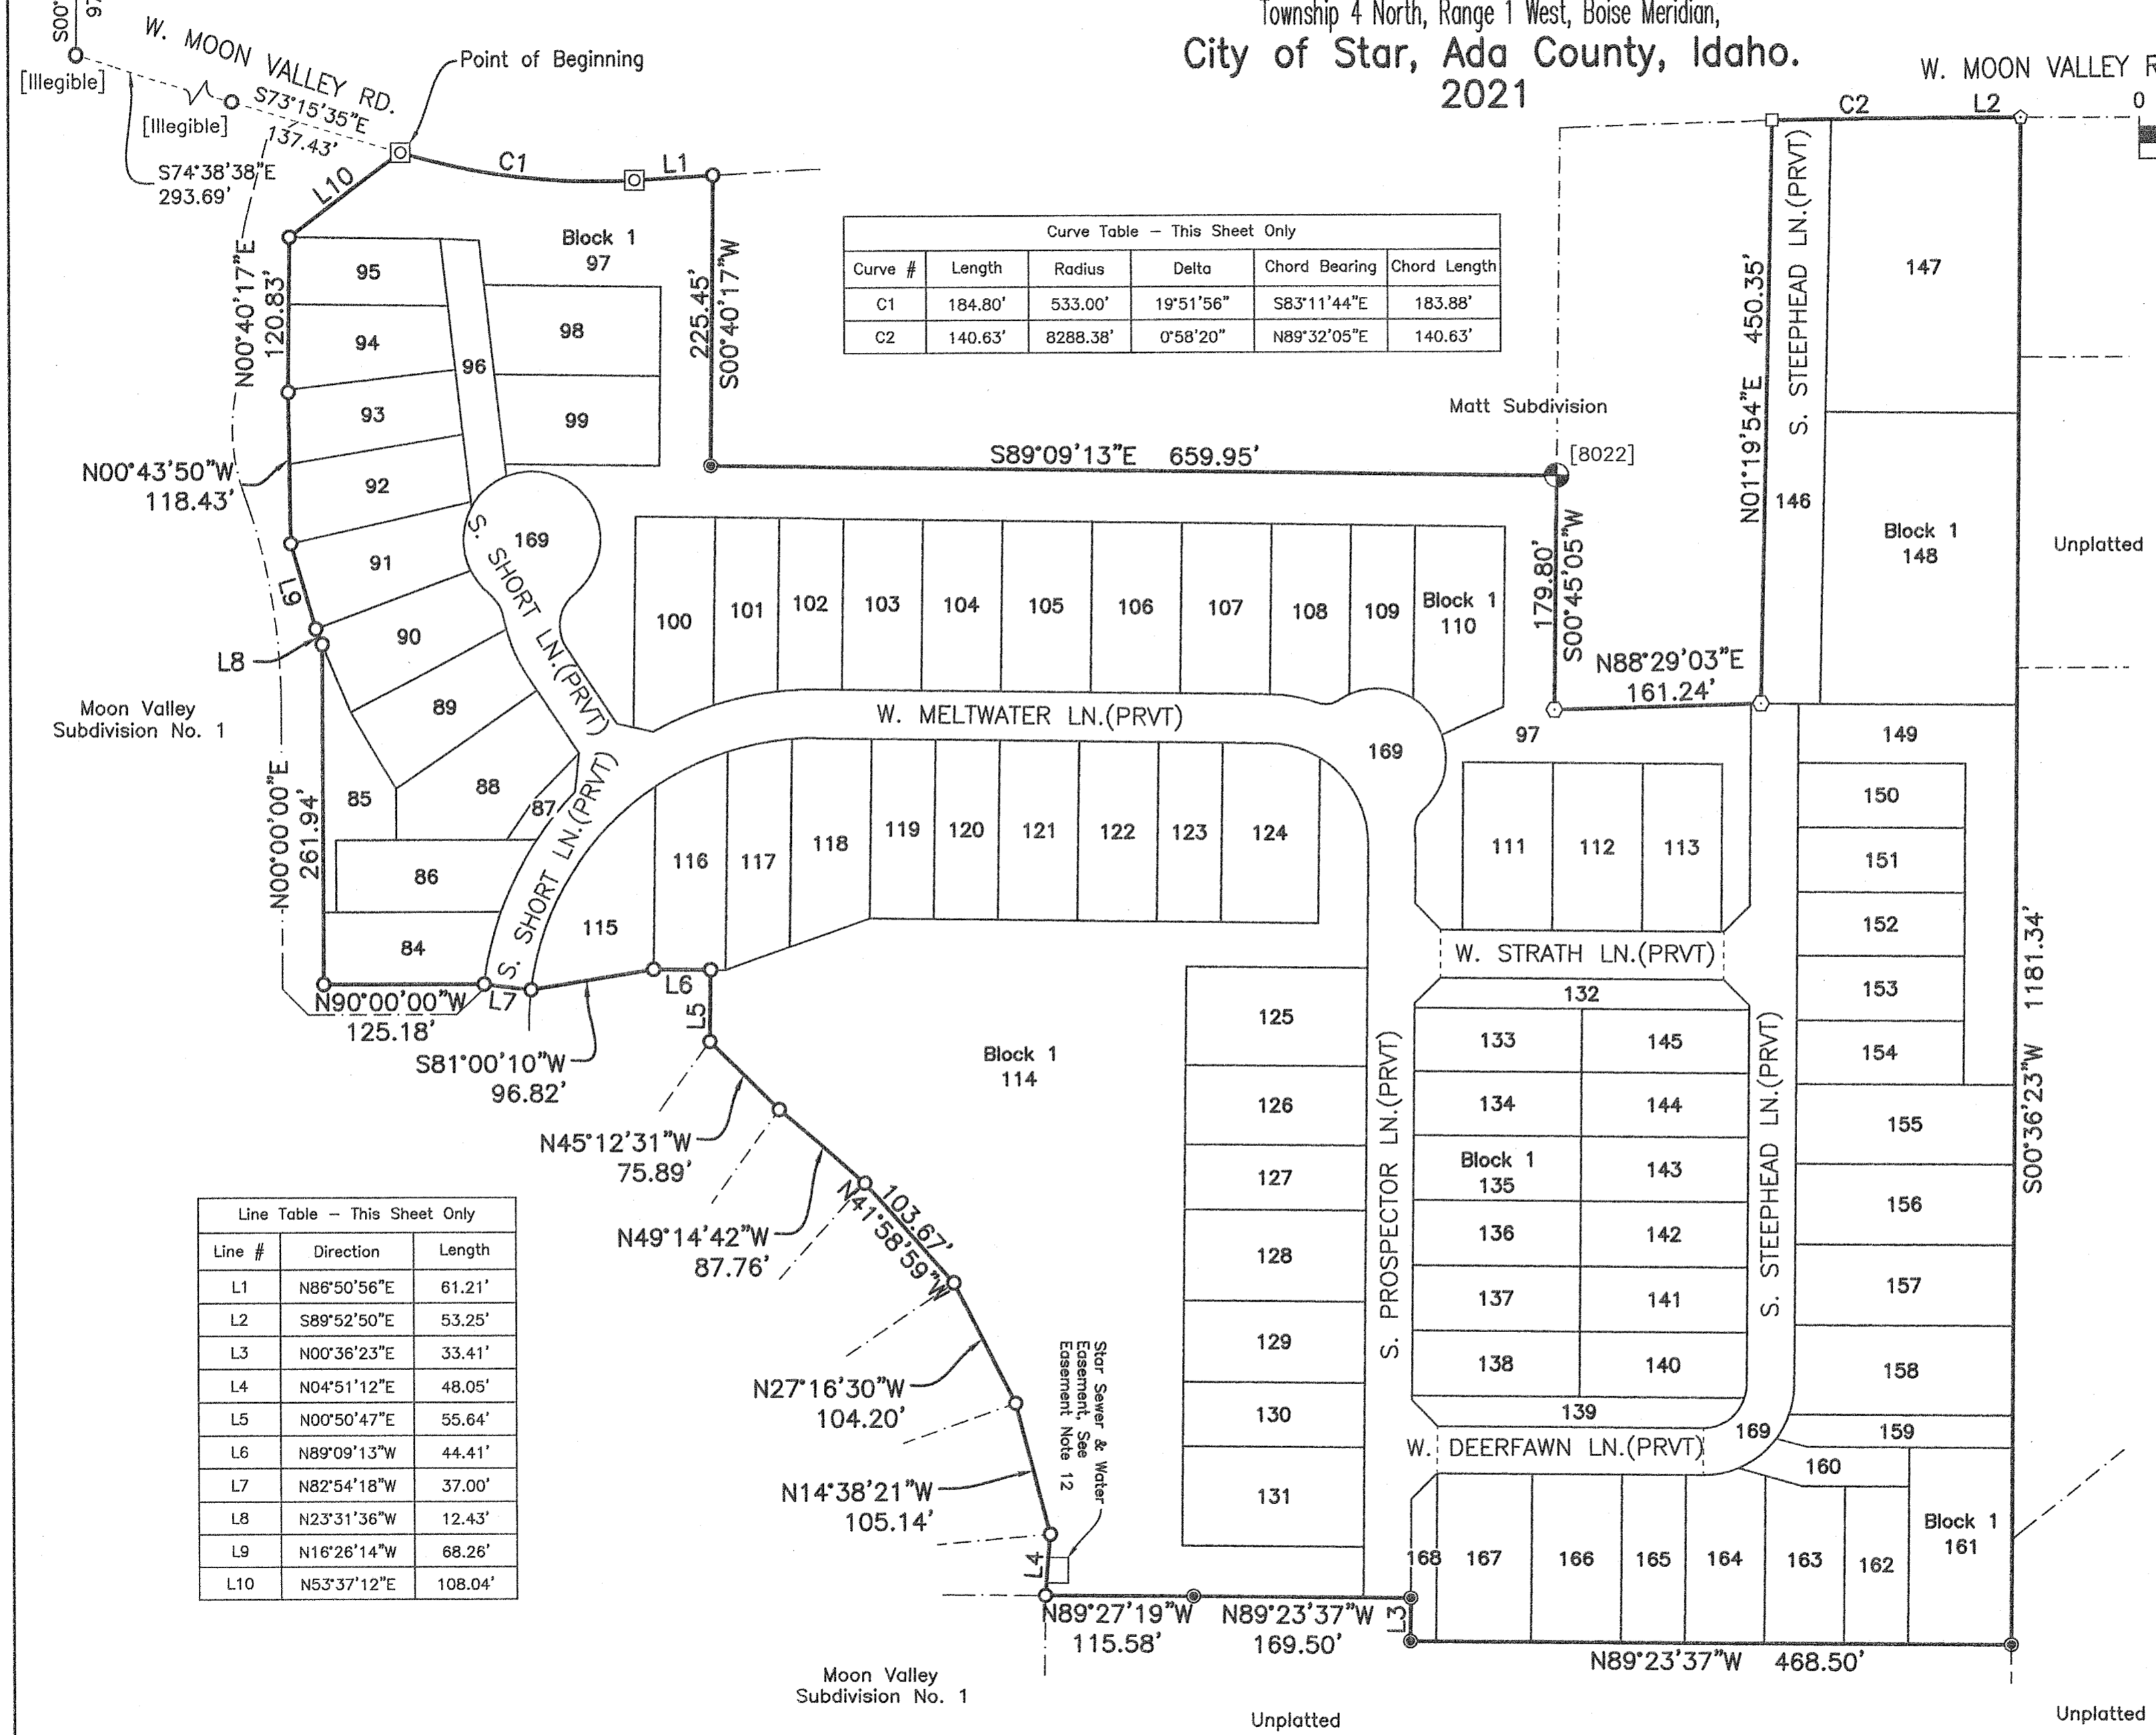 Township 4 North, Range 1 West, Boise Meridian,
City of Star, Ada County, Idaho.
2021
W. MOON VALLEY RD.
Point of Beginning
[Illegible]
[Illegible]
S73°15'35"E
137.43'
S74°38'38"E
293.69'
L10
C1
L1
W. MOON VALLEY R
C2
L2
0
N00°40'17"E
120.83'
Block 1
97
95
94
93
92
91
90
89
88
87
85
86
84
96
98
99
225.45'
S00°40'17"W
Curve Table – This Sheet Only
Curve # Length Radius Delta Chord Bearing Chord Length
C1 184.80' 533.00' 19°51'56" S83°11'44"E 183.88'
C2 140.63' 8288.38' 0°58'20" N89°32'05"E 140.63'
Matt Subdivision
[8022]
S89°09'13"E 659.95'
N01°19'54"E 450.35'
S. STEEPHEAD LN.(PRVT)
147
146
Block 1
148
Unplatted
N00°43'50"W
118.43'
L9
L8
169
S. SHORT LN.(PRVT)
100
101
102
103
104
105
106
107
108
109
Block 1
110
179.80'
S00°45'05"W
N88°29'03"E
161.24'
Moon Valley
Subdivision No. 1
N00°00'00"E
261.94'
W. MELTWATER LN.(PRVT)
169
97
149
S. SHORT LN.(PRVT)
115
116
117
118
119
120
121
122
123
124
111
112
113
150
151
152
153
154
N90°00'00"W
125.18'
L7
L6
L5
S81°00'10"W
96.82'
W. STRATH LN.(PRVT)
132
S00°36'23"W 1181.34'
Block 1
114
125
126
127
128
129
130
131
S. PROSPECTOR LN.(PRVT)
133
134
Block 1
135
136
137
138
139
145
144
143
142
141
140
S. STEEPHEAD LN.(PRVT)
155
156
157
158
159
N45°12'31"W
75.89'
N49°14'42"W
87.76'
103.67'
N41°58'59"W
N27°16'30"W
104.20'
N14°38'21"W
105.14'
Star Sewer & Water
Easement, See
Easement Note 12
L4
Line Table – This Sheet Only
Line # Direction Length
L1 N86°50'56"E 61.21'
L2 S89°52'50"E 53.25'
L3 N00°36'23"E 33.41'
L4 N04°51'12"E 48.05'
L5 N00°50'47"E 55.64'
L6 N89°09'13"W 44.41'
L7 N82°54'18"W 37.00'
L8 N23°31'36"W 12.43'
L9 N16°26'14"W 68.26'
L10 N53°37'12"E 108.04'
W. DEERFAWN LN.(PRVT)
169
160
Block 1
161
168
167
166
165
164
163
162
N89°27'19"W
115.58'
N89°23'37"W
169.50'
L3
N89°23'37"W 468.50'
Moon Valley
Subdivision No. 1
Unplatted
Unplatted
S.
S00°
97